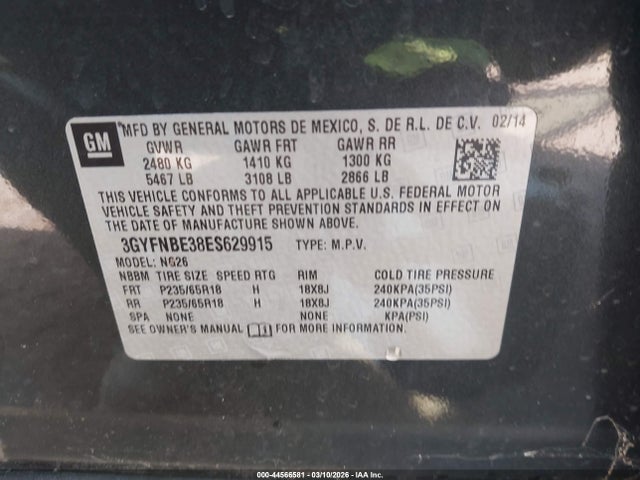 GM
MFD BY GENERAL MOTORS DE MEXICO, S. DE R.L. DE C.V. 02/14
GVWR GAWR FRT GAWR RR
2480 KG 1410 KG 1300 KG
5467 LB 3108 LB 2866 LB
THIS VEHICLE CONFORMS TO ALL APPLICABLE U.S. FEDERAL MOTOR
VEHICLE SAFETY AND THEFT PREVENTION STANDARDS IN EFFECT ON
THE DATE OF MANUFACTURE SHOWN ABOVE.
3GYFNBE38ES629915 TYPE: M.P.V.
MODEL: NG26
NBBM TIRE SIZE SPEED RTG RIM COLD TIRE PRESSURE
FRT P235/65R18 H 18X8J 240KPA(35PSI)
RR P235/65R18 H 18X8J 240KPA(35PSI)
SPA NONE NONE KPA(PSI)
SEE OWNER'S MANUAL FOR MORE INFORMATION.
000-44566581 - 03/10/2026 - IAA Inc.